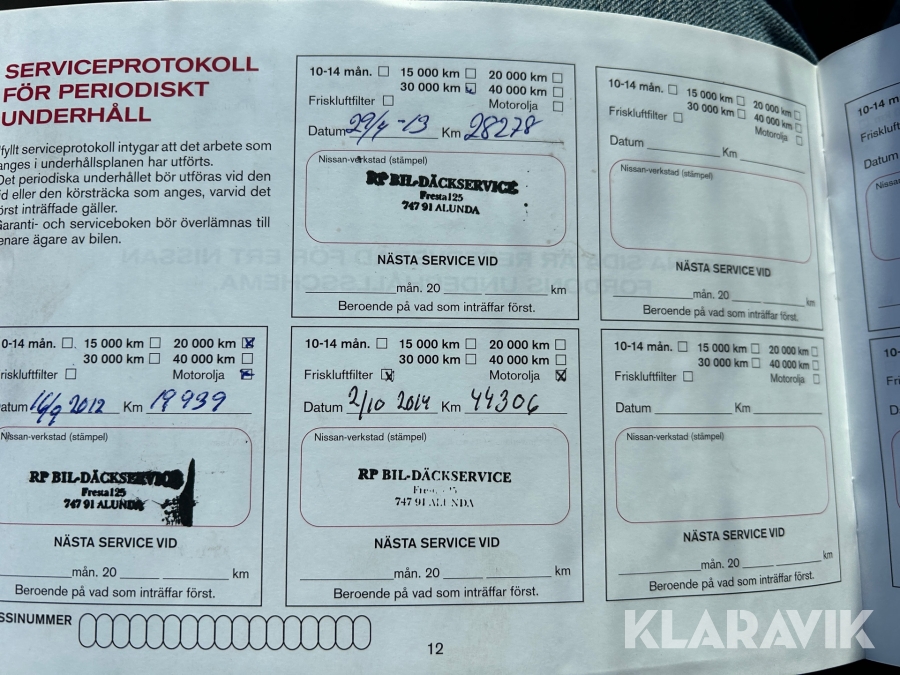 SERVICEPROTOKOLL
FÖR PERIODISKT
UNDERHÅLL
fyllt serviceprotokoll intygar att det arbete som
anges i underhållsplanen har utförts.
Det periodiska underhållet bör utföras vid den
tid eller den körsträcka som anges, varvid det
först inträffade gäller.
Garanti- och serviceboken bör överlämnas till
senare ägare av bilen.
10-14 mån. 15 000 km 20 000 km
30 000 km 40 000 km
Friskluftfilter Motorolja
Datum 29/4-13 Km 28278
Nissan-verkstad (stämpel)
RP BIL-DÄCKSERVICE
Fresta 125
747 91 ALUNDA
NÄSTA SERVICE VID
mån. 20 km
Beroende på vad som inträffar först.
10-14 mån. 15 000 km 20 000 km
30 000 km 40 000 km
Friskluftfilter Motorolja
Datum Km
Nissan-verkstad (stämpel)
NÄSTA SERVICE VID
mån. 20 km
Beroende på vad som inträffar först.
10-14 m
Friskluft
Datum
Nissa
0-14 mån. 15 000 km 20 000 km
30 000 km 40 000 km
Friskluftfilter Motorolja
Datum 16/9 2012 Km 19939
Nissan-verkstad (stämpel)
RP BIL-DÄCKSERVICE
Fresta 125
747 91 ALUNDA
NÄSTA SERVICE VID
mån. 20 km
Beroende på vad som inträffar först.
10-14 mån. 15 000 km 20 000 km
30 000 km 40 000 km
Friskluftfilter Motorolja
Datum 2/10 2014 Km 44306
Nissan-verkstad (stämpel)
RP BIL-DÄCKSERVICE
747 91 ALUNDA
NÄSTA SERVICE VID
mån. 20 km
Beroende på vad som inträffar först.
10-14 mån. 15 000 km 20 000 km
30 000 km 40 000 km
Friskluftfilter Motorolja
Datum Km
Nissan-verkstad (stämpel)
NÄSTA SERVICE VID
mån. 20 km
Beroende på vad som inträffar först.
10-
Fri
D
SSINUMMER
12
KLARAVIK